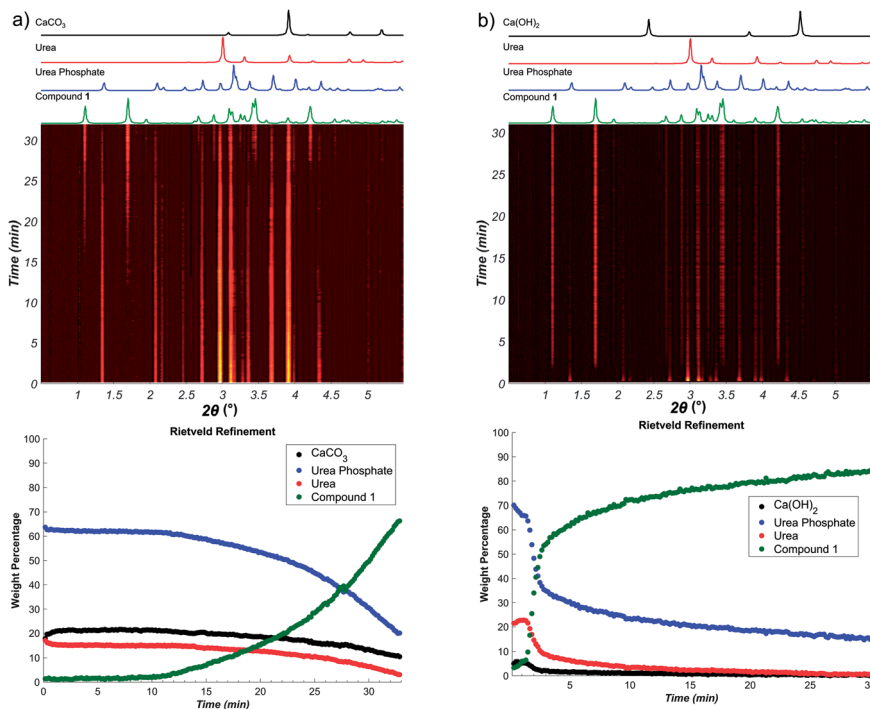 a)
CaCO3
Urea
Urea Phosphate
Compound 1
30
25
20
15
10
5
0
Time (min)
1 1.5 2 2.5 3 3.5 4 4.5 5
2θ (°)
Rietveld Refinement
CaCO3
Urea Phosphate
Urea
Compound 1
100
90
80
70
60
50
40
30
20
10
0
Weight Percentage
0 10 20 30
Time (min)
b)
Ca(OH)2
Urea
Urea Phosphate
Compound 1
30
25
20
15
10
5
0
Time (min)
1 1.5 2 2.5 3 3.5 4 4.5 5
2θ (°)
Rietveld Refinement
Ca(OH)2
Urea Phosphate
Urea
Compound 1
100
90
80
70
60
50
40
30
20
10
0
Weight Percentage
5 10 15 20 25 30
Time (min)